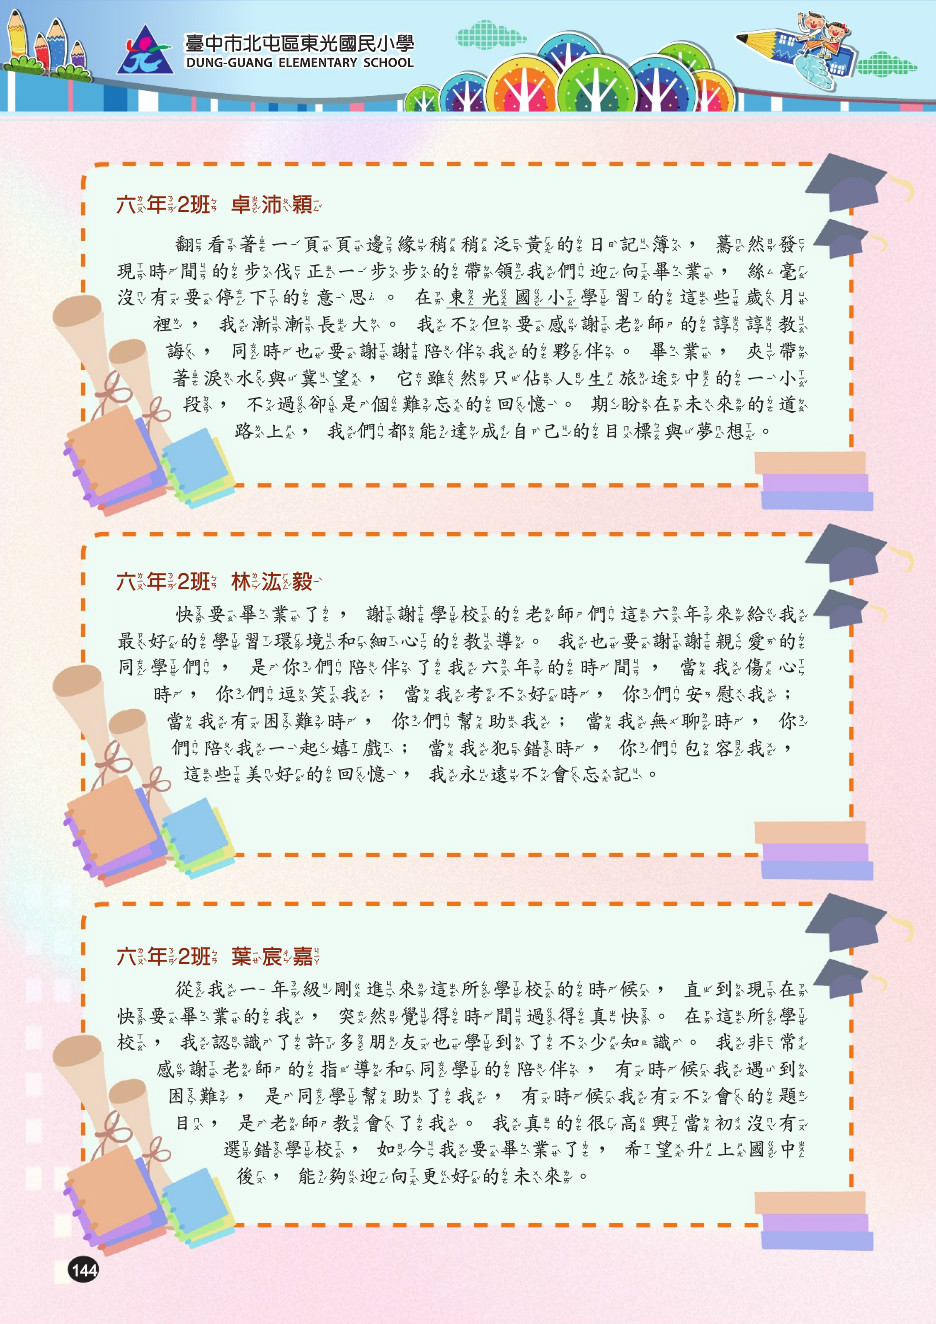 臺中市北屯區東光國民小學
DUNG-GUANG ELEMENTARY SCHOOL
六年2班 卓沛穎
翻看著一頁頁邊緣稍稍泛黃的日記簿，驀然發
現時間的步伐正一步步的帶領我們迎向畢業，絲毫
沒有要停下的意思。在東光國小學習的這些歲月
裡，我漸漸長大。我不但要感謝老師的諄諄教
誨，同時也要謝謝陪伴我的夥伴。畢業，夾帶
著淚水與冀望，它雖然只佔人生旅途中的一小
段，不過卻是個難忘的回憶。期盼在未來的道
路上，我們都能達成自己的目標與夢想。
六年2班 林汯毅
快要畢業了，謝謝學校的老師們這六年來給我
最好的學習環境和細心的教導。我也要謝謝親愛的
同學們，是你們陪伴了我六年的時間，當我傷心
時，你們逗笑我；當我考不好時，你們安慰我；
當我有困難時，你們幫助我；當我無聊時，你
們陪我一起嬉戲；當我犯錯時，你們包容我，
這些美好的回憶，我永遠不會忘記。
六年2班 葉宸嘉
從我一年級剛進來這所學校的時候，直到現在
快要畢業的我，突然覺得時間過得真快。在這所學
校，我認識了許多朋友也學到了不少知識。我非常
感謝老師的指導和同學的陪伴，有時候我遇到
困難，是同學幫助了我，有時候我有不會的題
目，是老師教會了我。我真的很高興當初沒有
選錯學校，如今我要畢業了，希望升上國中
後，能夠迎向更好的未來。
144